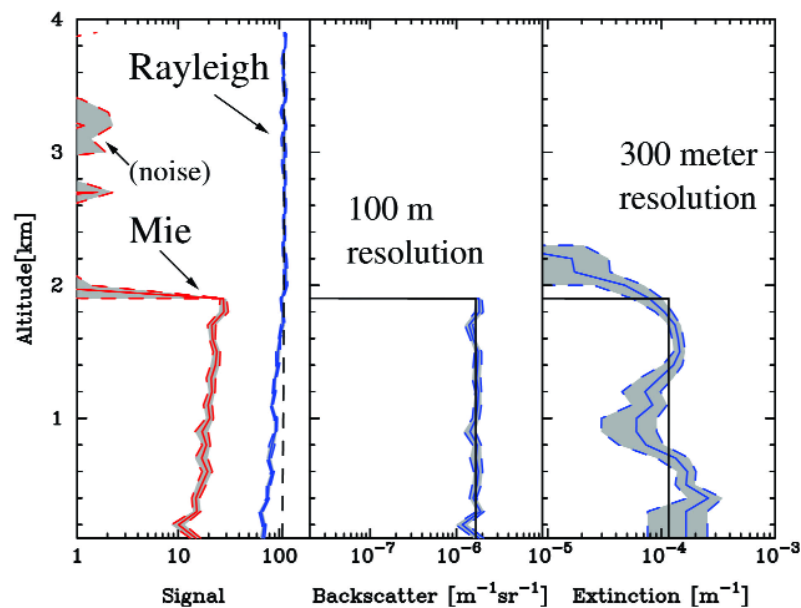 4
3
2
1
Altitude[km]
Rayleigh
(noise)
Mie
100 m
resolution
300 meter
resolution
1 10 100
10⁻⁷ 10⁻⁶
10⁻⁵ 10⁻⁴ 10⁻³
Signal
Backscatter [m⁻¹sr⁻¹]
Extinction [m⁻¹]